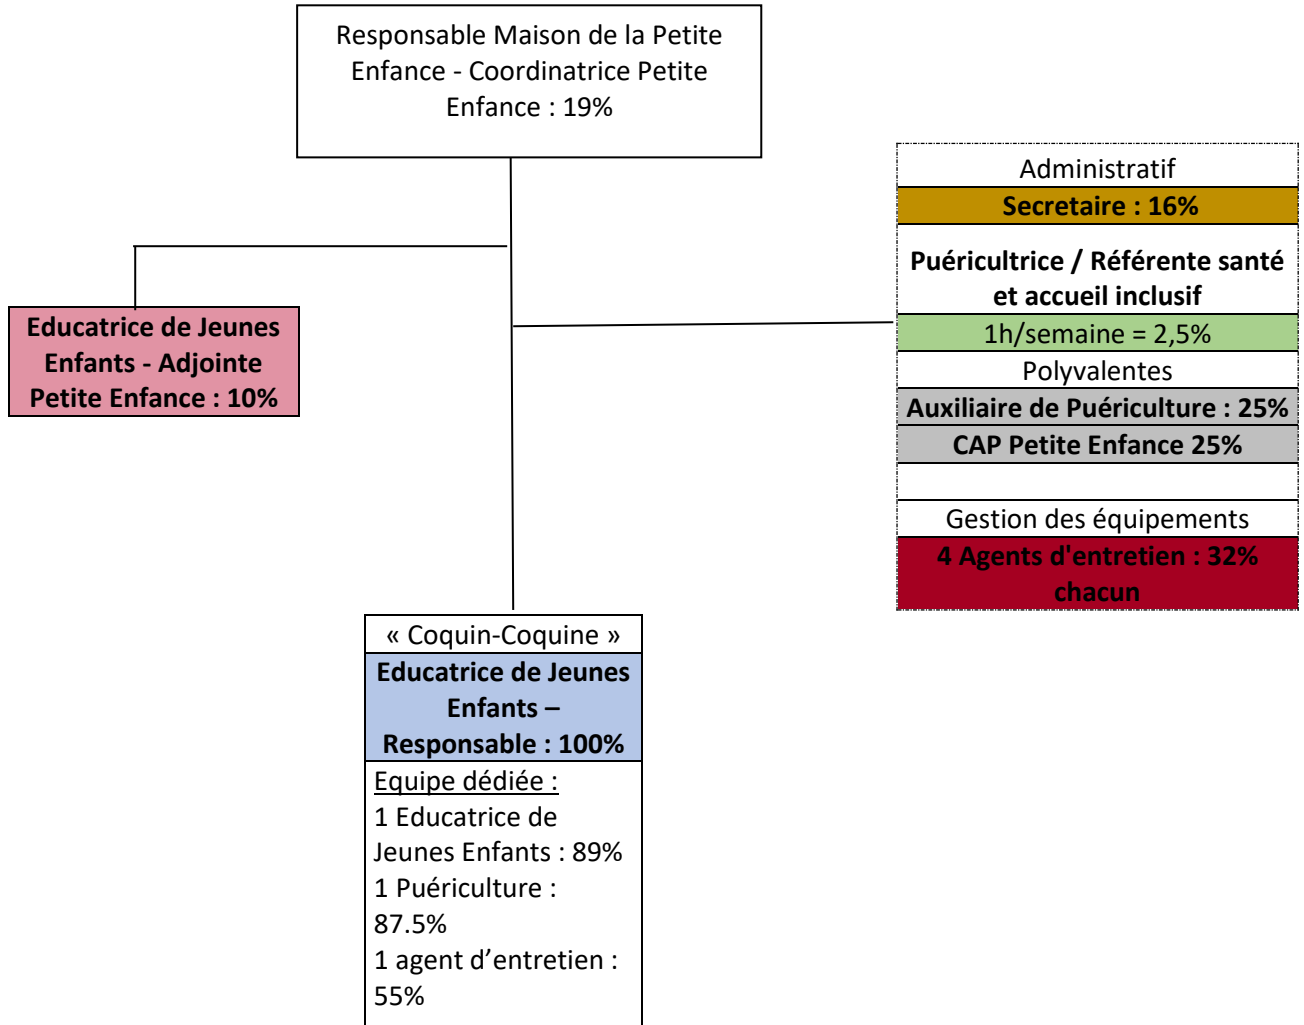 Responsable Maison de la Petite
Enfance - Coordinatrice Petite
Enfance : 19%
Educatrice de Jeunes
Enfants - Adjointe
Petite Enfance : 10%
Administratif
Secretaire : 16%
Puéricultrice / Référente santé
et accueil inclusif
1h/semaine = 2,5%
Polyvalentes
Auxiliaire de Puériculture : 25%
CAP Petite Enfance 25%
Gestion des équipements
4 Agents d'entretien : 32%
chacun
« Coquin-Coquine »
Educatrice de Jeunes
Enfants –
Responsable : 100%
Equipe dédiée :
1 Educatrice de
Jeunes Enfants : 89%
1 Puériculture :
87.5%
1 agent d’entretien :
55%